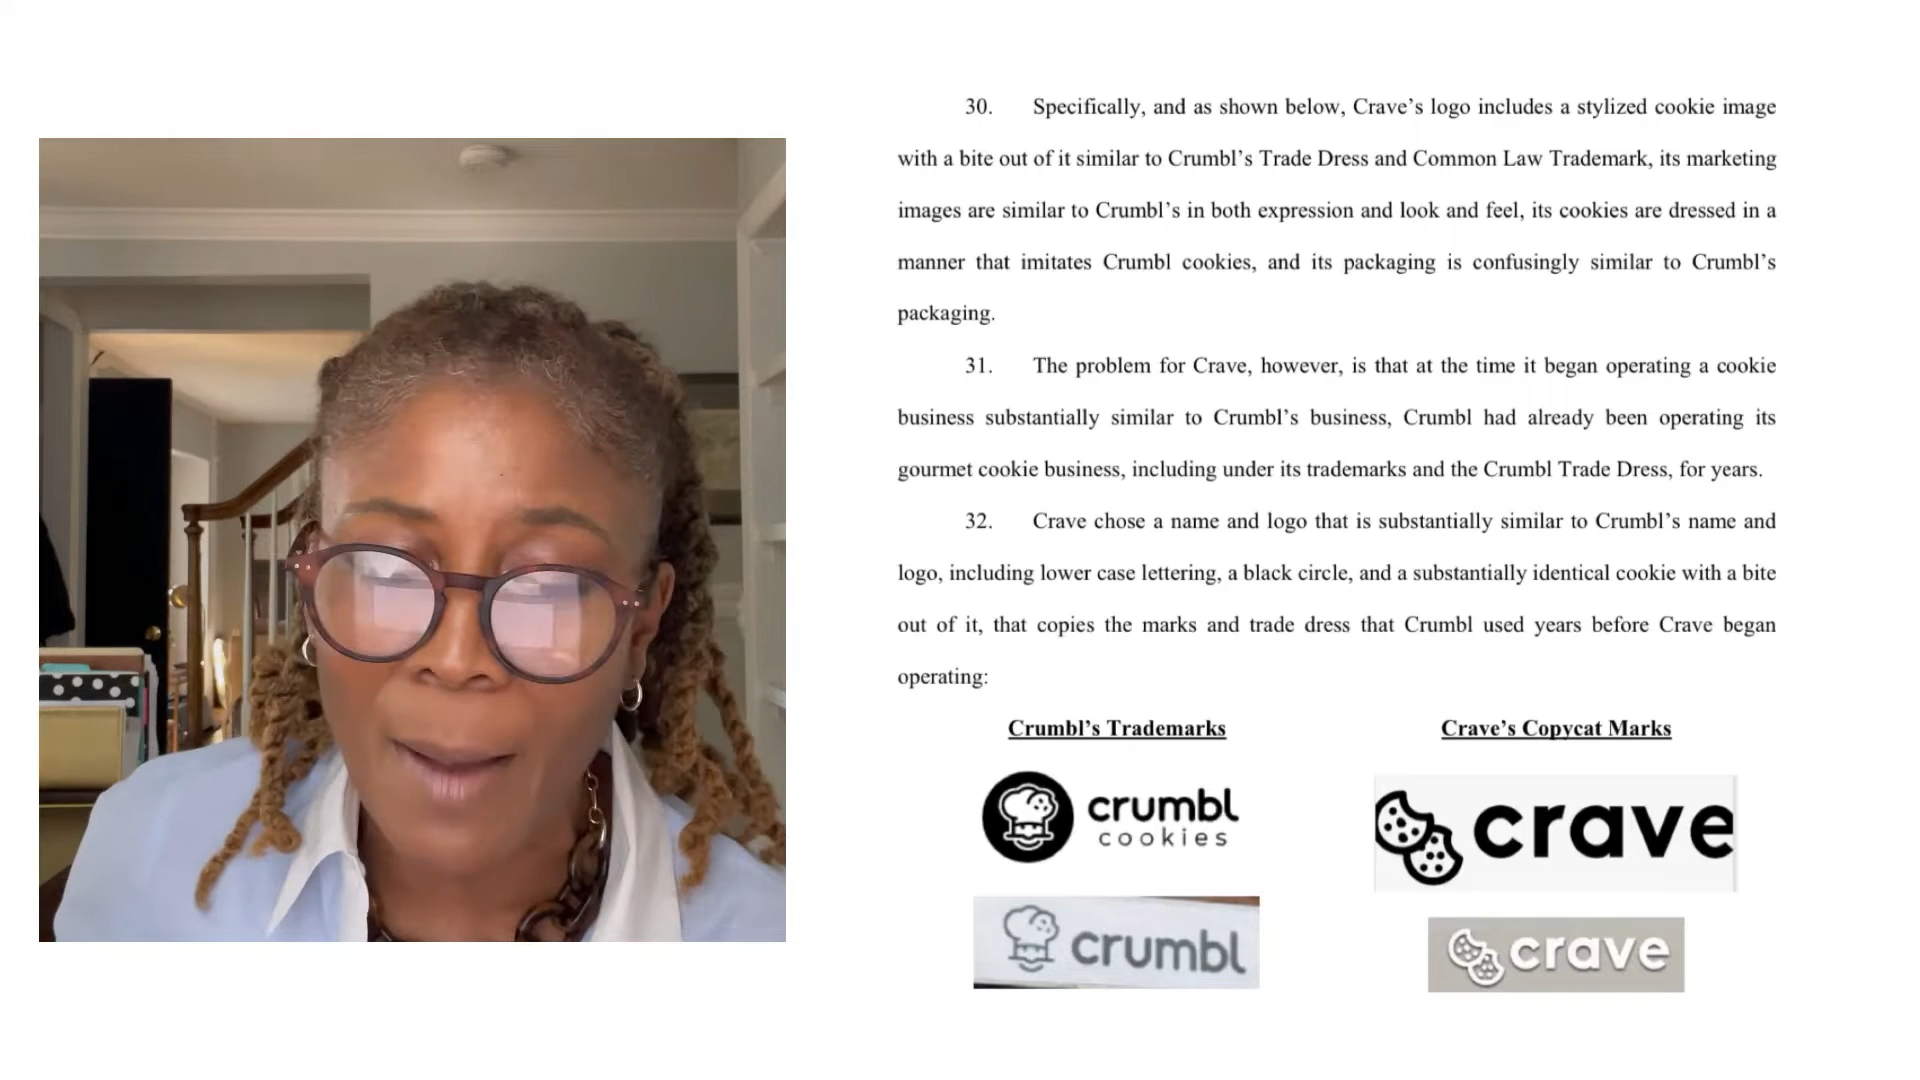 30. Specifically, and as shown below, Crave’s logo includes a stylized cookie image
with a bite out of it similar to Crumbl’s Trade Dress and Common Law Trademark, its marketing
images are similar to Crumbl’s in both expression and look and feel, its cookies are dressed in a
manner that imitates Crumbl cookies, and its packaging is confusingly similar to Crumbl’s
packaging.
31. The problem for Crave, however, is that at the time it began operating a cookie
business substantially similar to Crumbl’s business, Crumbl had already been operating its
gourmet cookie business, including under its trademarks and the Crumbl Trade Dress, for years.
32. Crave chose a name and logo that is substantially similar to Crumbl’s name and
logo, including lower case lettering, a black circle, and a substantially identical cookie with a bite
out of it, that copies the marks and trade dress that Crumbl used years before Crave began
operating:
Crumbl’s Trademarks
crumbl
cookies
crumbl
Crave’s Copycat Marks
crave
crave